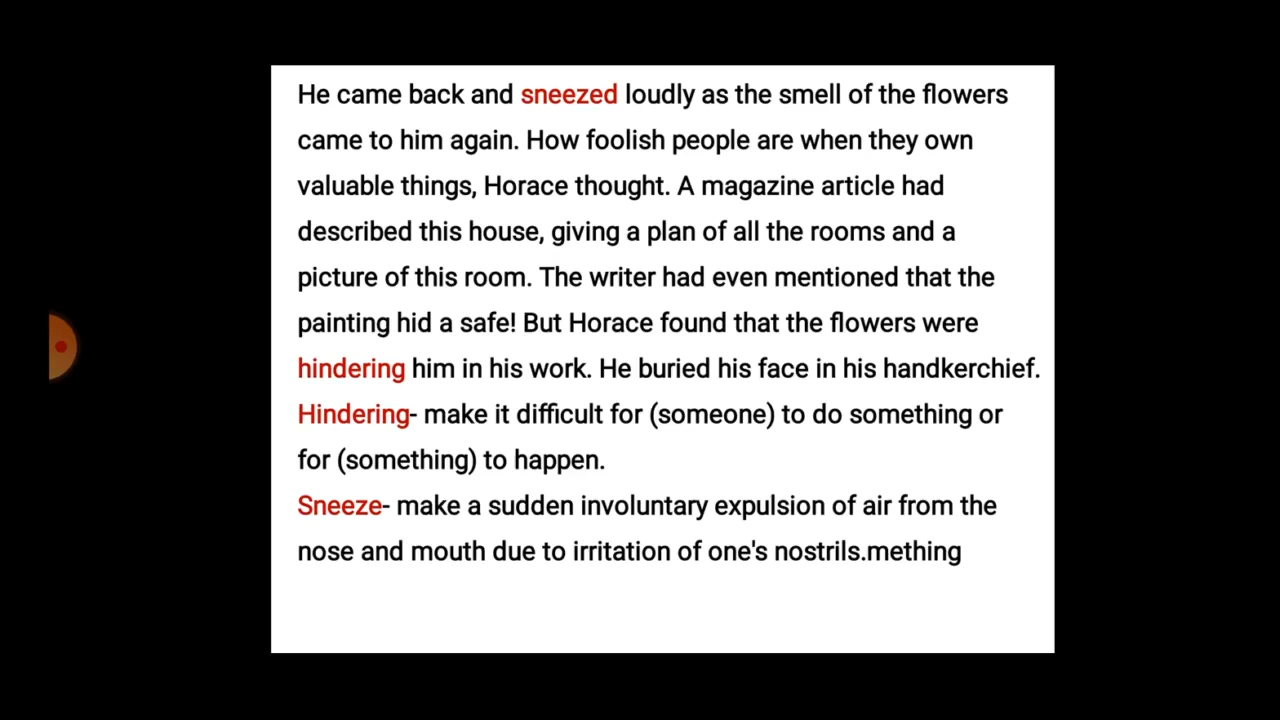 He came back and sneezed loudly as the smell of the flowers
came to him again. How foolish people are when they own
valuable things, Horace thought. A magazine article had
described this house, giving a plan of all the rooms and a
picture of this room. The writer had even mentioned that the
painting hid a safe! But Horace found that the flowers were
hindering him in his work. He buried his face in his handkerchief.
Hindering- make it difficult for (someone) to do something or
for (something) to happen.
Sneeze- make a sudden involuntary expulsion of air from the
nose and mouth due to irritation of one's nostrils.mething